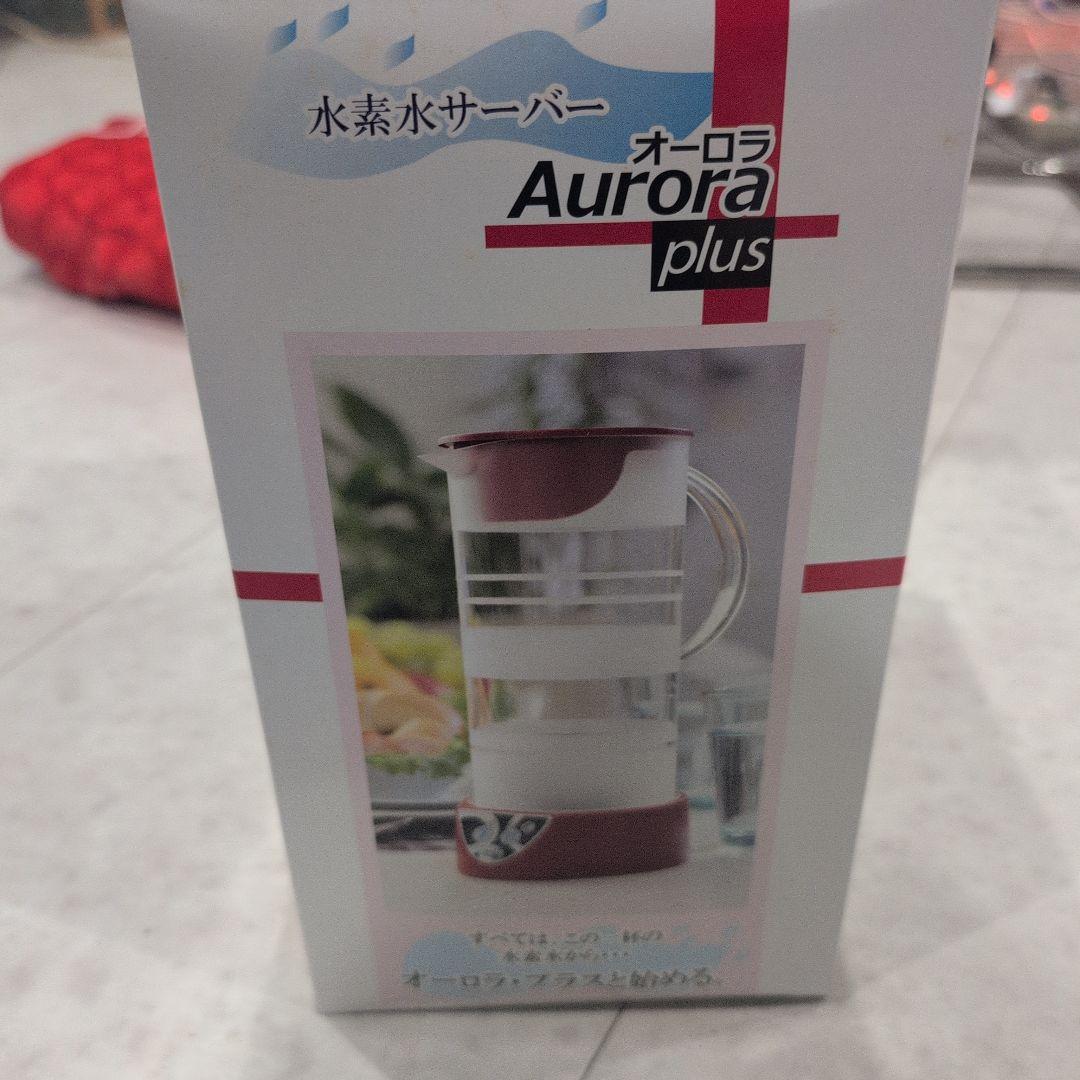 水素水サーバー
オーロラ
Aurora
plus
すべては、この一杯の
水素水から・・・
オーロラ・プラスと始める。